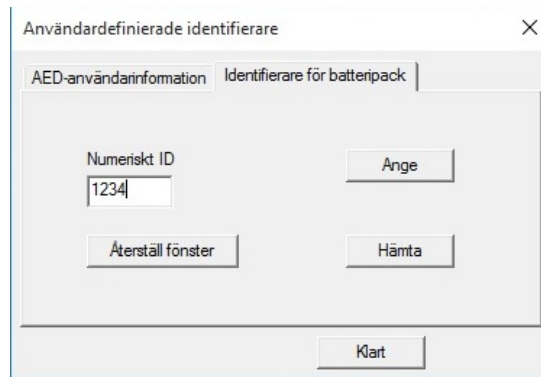 Användardefinierade identifierare
AED-användarinformation Identifierare för batteripack
Numeriskt ID
Ange
1234
Återställ fönster Hämta
Klart